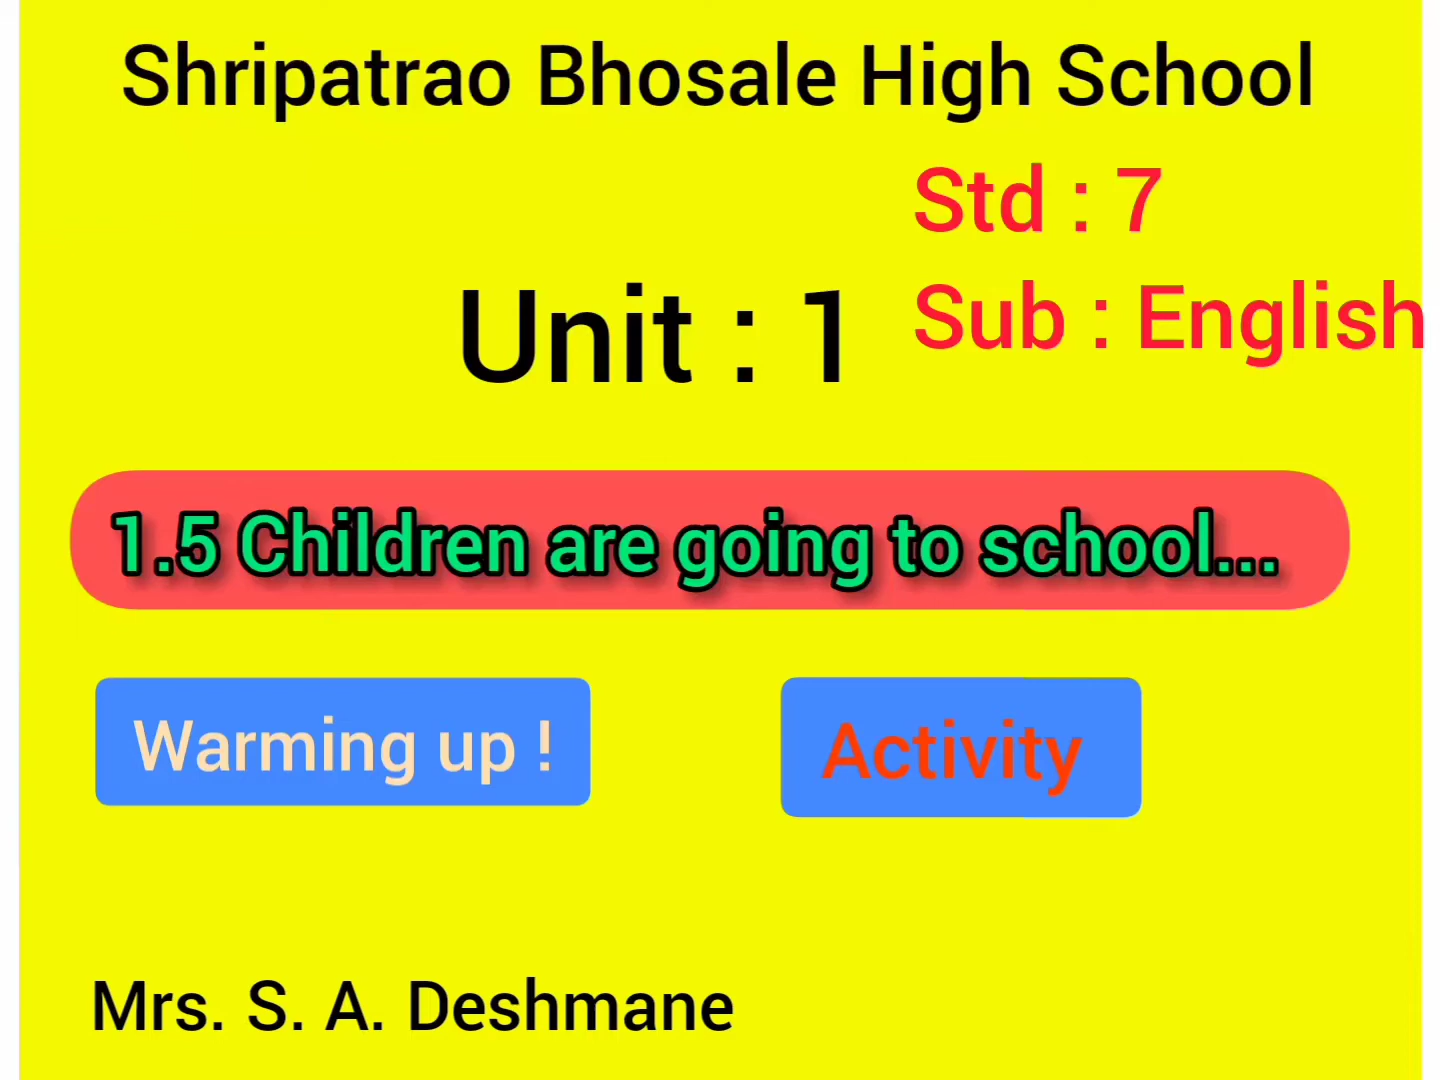 Shripatrao Bhosale High School
Std : 7
Unit : 1
Sub : English
1.5 Children are going to school...
Warming up !
Activity
Mrs. S. A. Deshmane